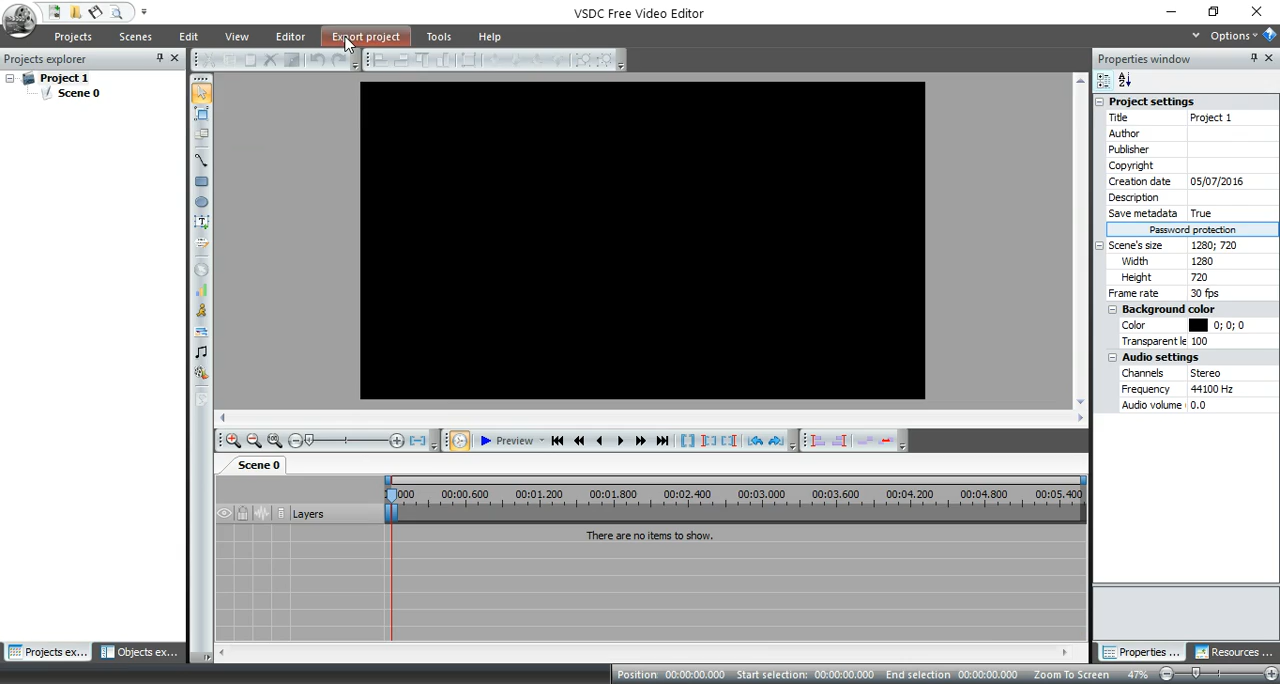 VSDC Free Video Editor
Projects Scenes Edit View Editor Export project Tools Help Options
Projects explorer
Project 1
Scene 0
Projects ex... Objects ex...
Preview
Scene 0
000 00:00.600 00:01.200 00:01.800 00:02.400 00:03.000 00:03.600 00:04.200 00:04.800 00:05.400
Layers
There are no items to show.
Properties window
Project settings
Title Project 1
Author
Publisher
Copyright
Creation date 05/07/2016
Description
Save metadata True
Password protection
Scene's size 1280; 720
Width 1280
Height 720
Frame rate 30 fps
Background color
Color 0; 0; 0
Transparent le 100
Audio settings
Channels Stereo
Frequency 44100 Hz
Audio volume 0.0
Properties ... Resources ...
Position 00:00:00.000 Start selection: 00:00:00.000 End selection 00:00:00.000 Zoom To Screen 47%